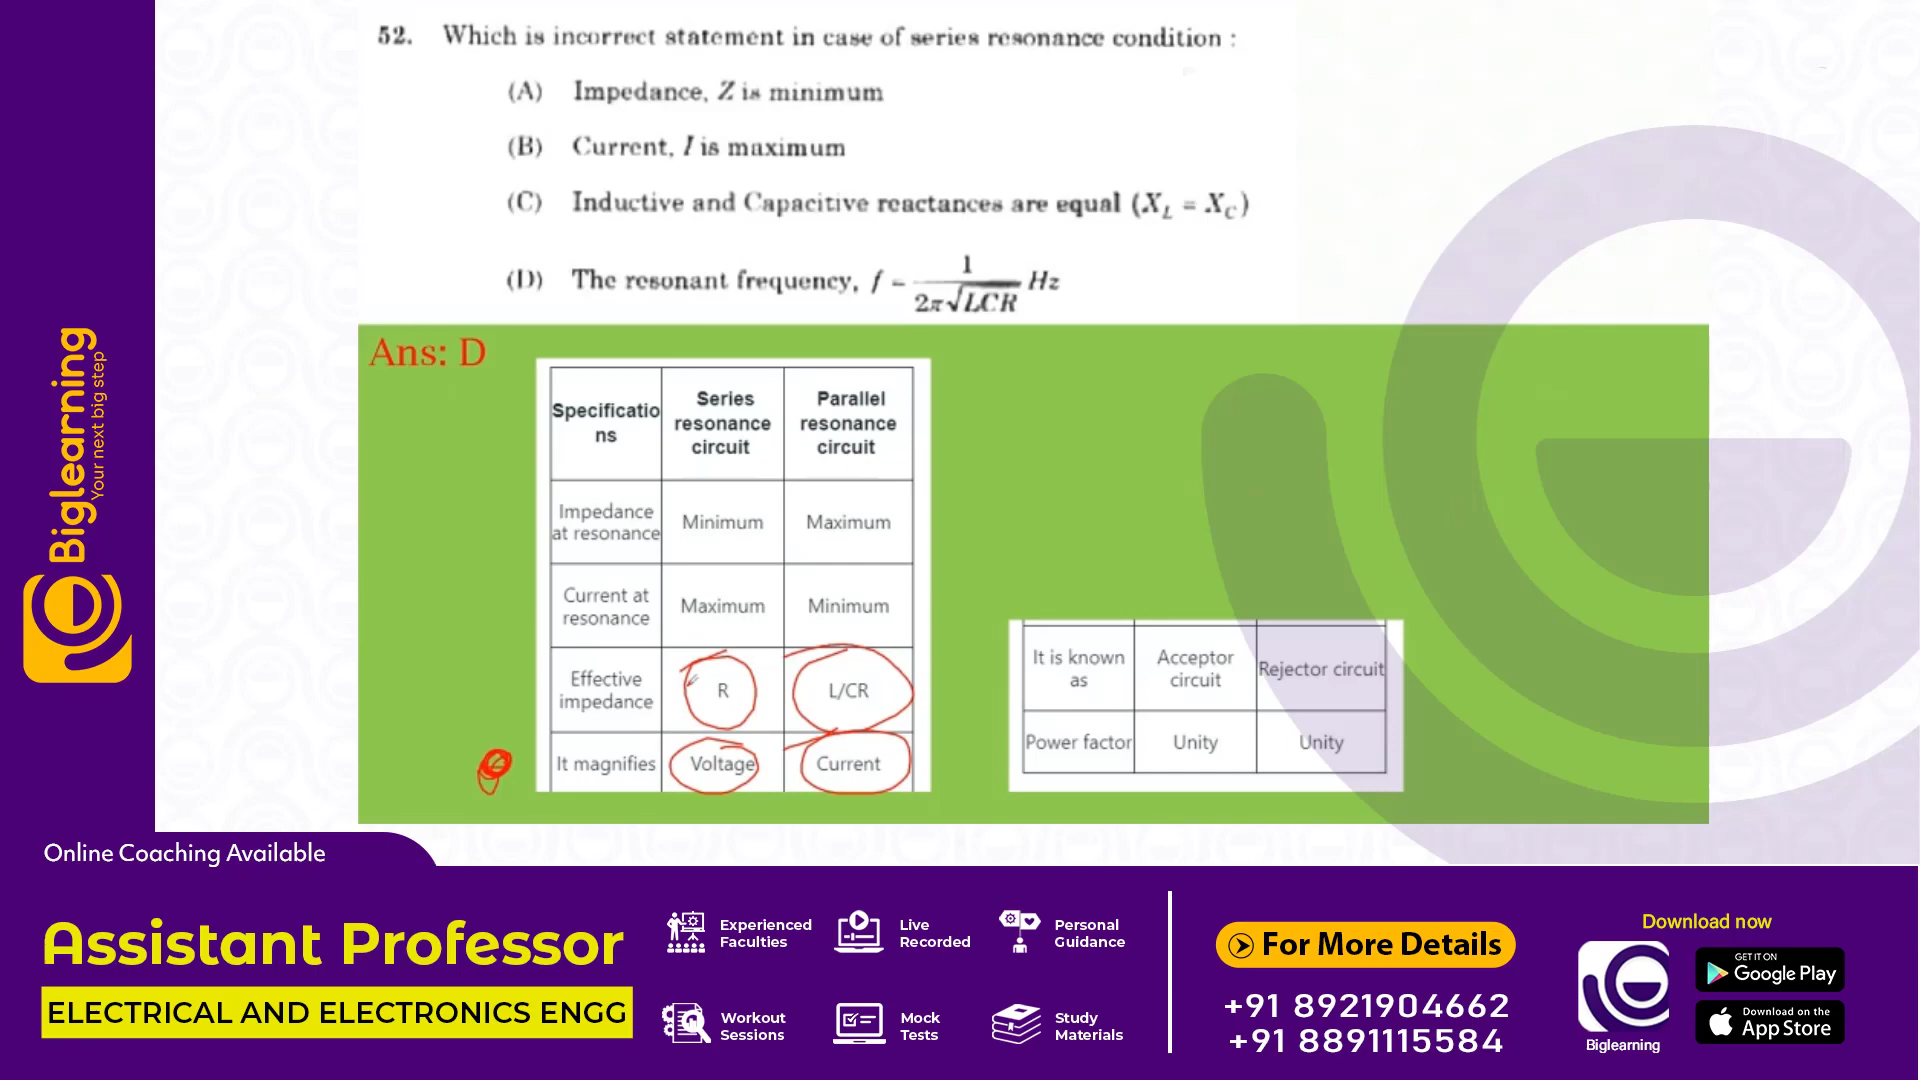 52. Which is incorrect statement in case of series resonance condition :
(A) Impedance, Z is minimum
(B) Current, I is maximum
(C) Inductive and Capacitive reactances are equal (X_L = X_C)
(D) The resonant frequency, f = 1 / 2π√LCR Hz
Ans: D
Specificatio
ns
Series
resonance
circuit
Parallel
resonance
circuit
Impedance
at resonance
Minimum
Maximum
Current at
resonance
Maximum
Minimum
Effective
impedance
R
L/CR
It magnifies
Voltage
Current
It is known
as
Acceptor
circuit
Rejector circuit
Power factor
Unity
Unity
Biglearning
Your next big step
Online Coaching Available
Assistant Professor
ELECTRICAL AND ELECTRONICS ENGG
Experienced
Faculties
Live
Recorded
Personal
Guidance
Workout
Sessions
Mock
Tests
Study
Materials
For More Details
+91 8921904662
+91 8891115584
Download now
Biglearning
GET IT ON
Google Play
Download on the
App Store